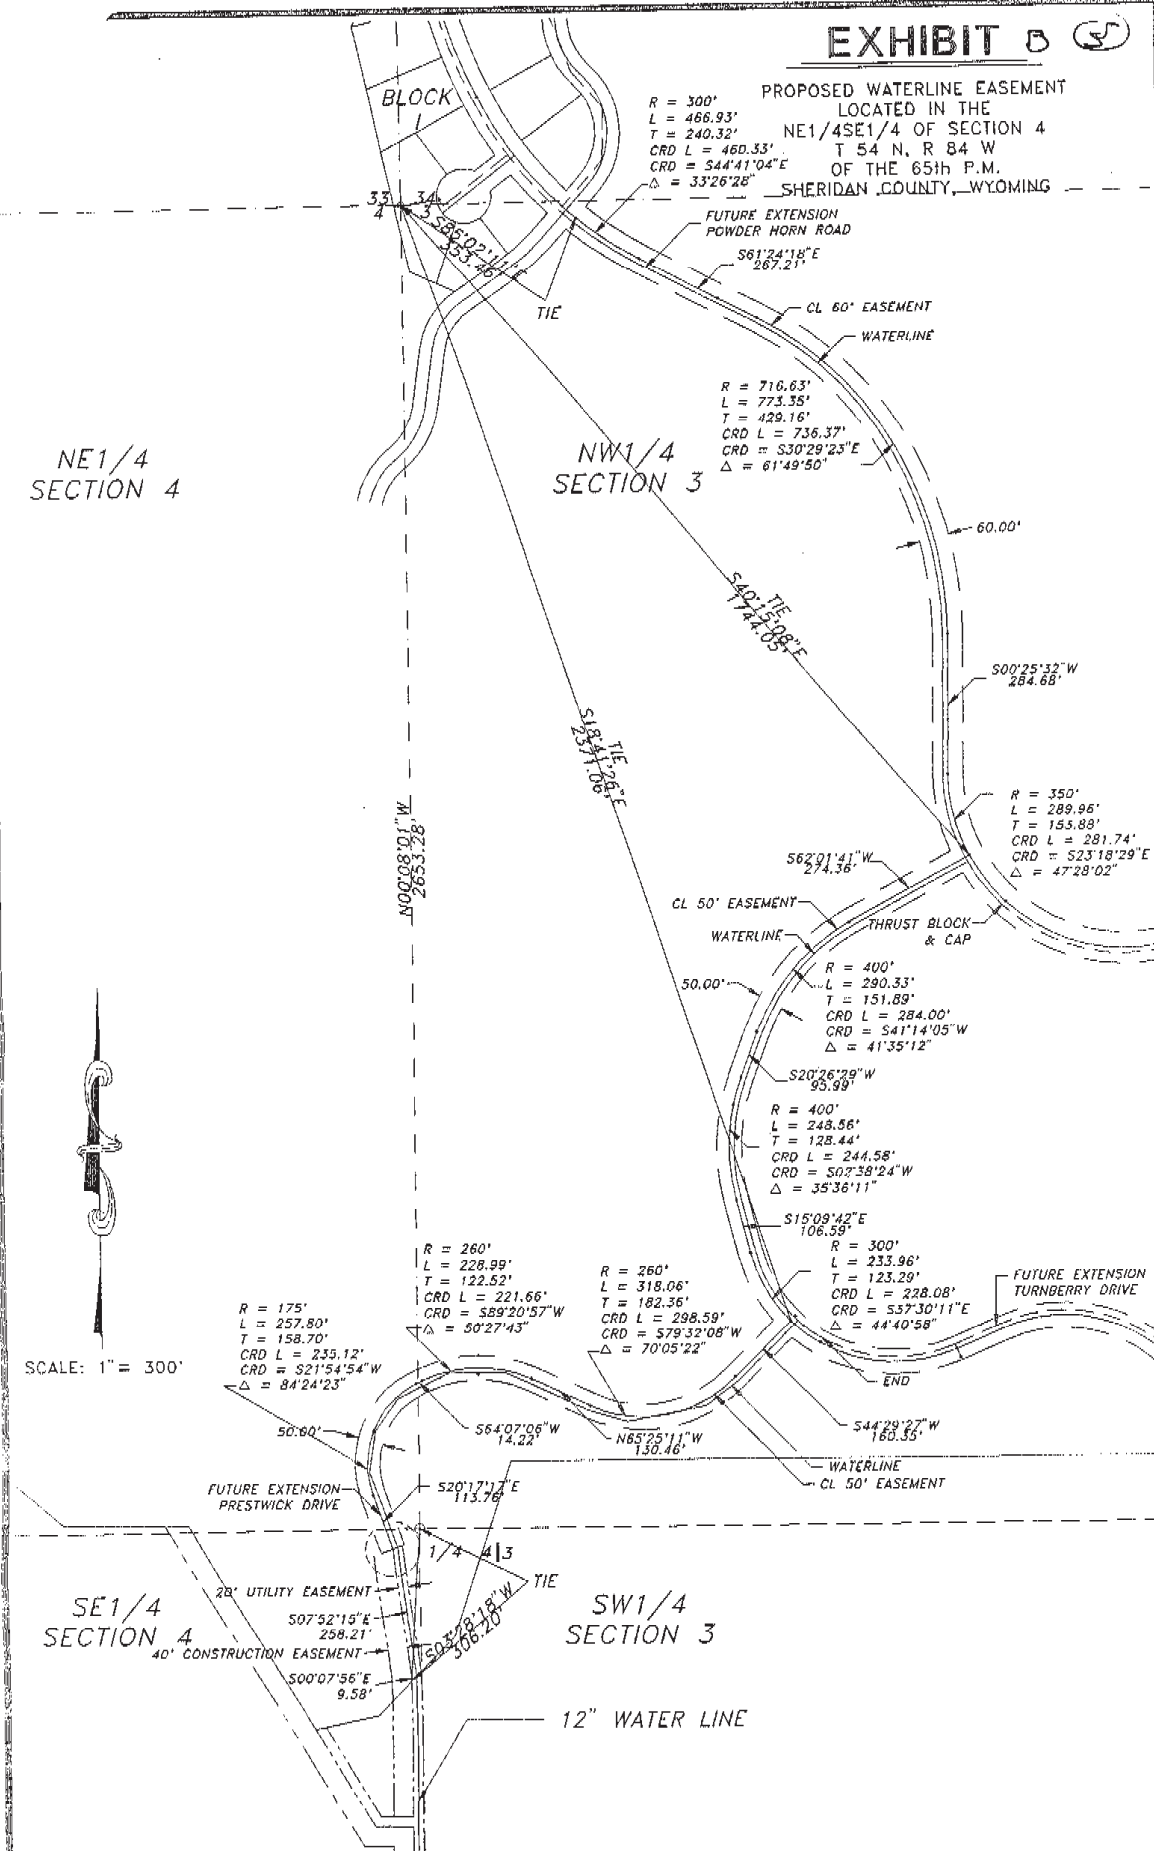 EXHIBIT B 35
PROPOSED WATERLINE EASEMENT
LOCATED IN THE
NE1/4SE1/4 OF SECTION 4
T 54 N, R 84 W
OF THE 65th P.M.
SHERIDAN COUNTY, WYOMING
BLOCK
1
R = 300'
L = 466.93'
T = 240.32'
CRD L = 460.33'
CRD = S44°41'04"E
△ = 33°26'28"
33 34
4 3
S86°02'11"E
353.46'
TIE
FUTURE EXTENSION
POWDER HORN ROAD
S61°24'18"E
267.21'
CL 60' EASEMENT
WATERLINE
R = 716.63'
L = 773.35'
T = 429.16'
CRD L = 736.37'
CRD = S30°29'23"E
△ = 61°49'50"
NE1/4
SECTION 4
NW1/4
SECTION 3
60.00'
TIE
S40°15'08"E
1744.05'
S00°25'32"W
284.68'
TIE
S18°41'26"E
2371.06'
N00°08'01"W
2653.28'
R = 350'
L = 289.96'
T = 153.88'
CRD L = 281.74'
CRD = S23°18'29"E
△ = 47°28'02"
S62°01'41"W
274.36'
CL 50' EASEMENT
WATERLINE
THRUST BLOCK
& CAP
50.00'
R = 400'
L = 290.33'
T = 151.89'
CRD L = 284.00'
CRD = S41°14'05"W
△ = 41°35'12"
S20°26'29"W
95.99'
R = 400'
L = 248.56'
T = 128.44'
CRD L = 244.58'
CRD = S02°38'24"W
△ = 35°36'11"
S15°09'42"E
106.59'
R = 300'
L = 233.96'
T = 123.29'
CRD L = 228.08'
CRD = S37°30'11"E
△ = 44°40'58"
FUTURE EXTENSION
TURNBERRY DRIVE
R = 260'
L = 228.99'
T = 122.52'
CRD L = 221.66'
CRD = S89°20'57"W
△ = 50°27'43"
R = 260'
L = 318.06'
T = 182.36'
CRD L = 298.59'
CRD = S79°32'08"W
△ = 70°05'22"
R = 175'
L = 257.80'
T = 158.70'
CRD L = 235.12'
CRD = S21°54'54"W
△ = 84°24'23"
SCALE: 1" = 300'
END
50.00'
S64°07'06"W
14.22'
N65°25'11"W
130.46'
S44°29'27"W
160.35'
WATERLINE
CL 50' EASEMENT
FUTURE EXTENSION
PRESTWICK DRIVE
S20°17'17"E
113.76'
1/4 4|3
TIE
20' UTILITY EASEMENT
SE1/4
SECTION 4
S07°52'15"E
258.21'
S03°28'18"W
306.20'
SW1/4
SECTION 3
40' CONSTRUCTION EASEMENT
S00°07'56"E
9.58'
12" WATER LINE